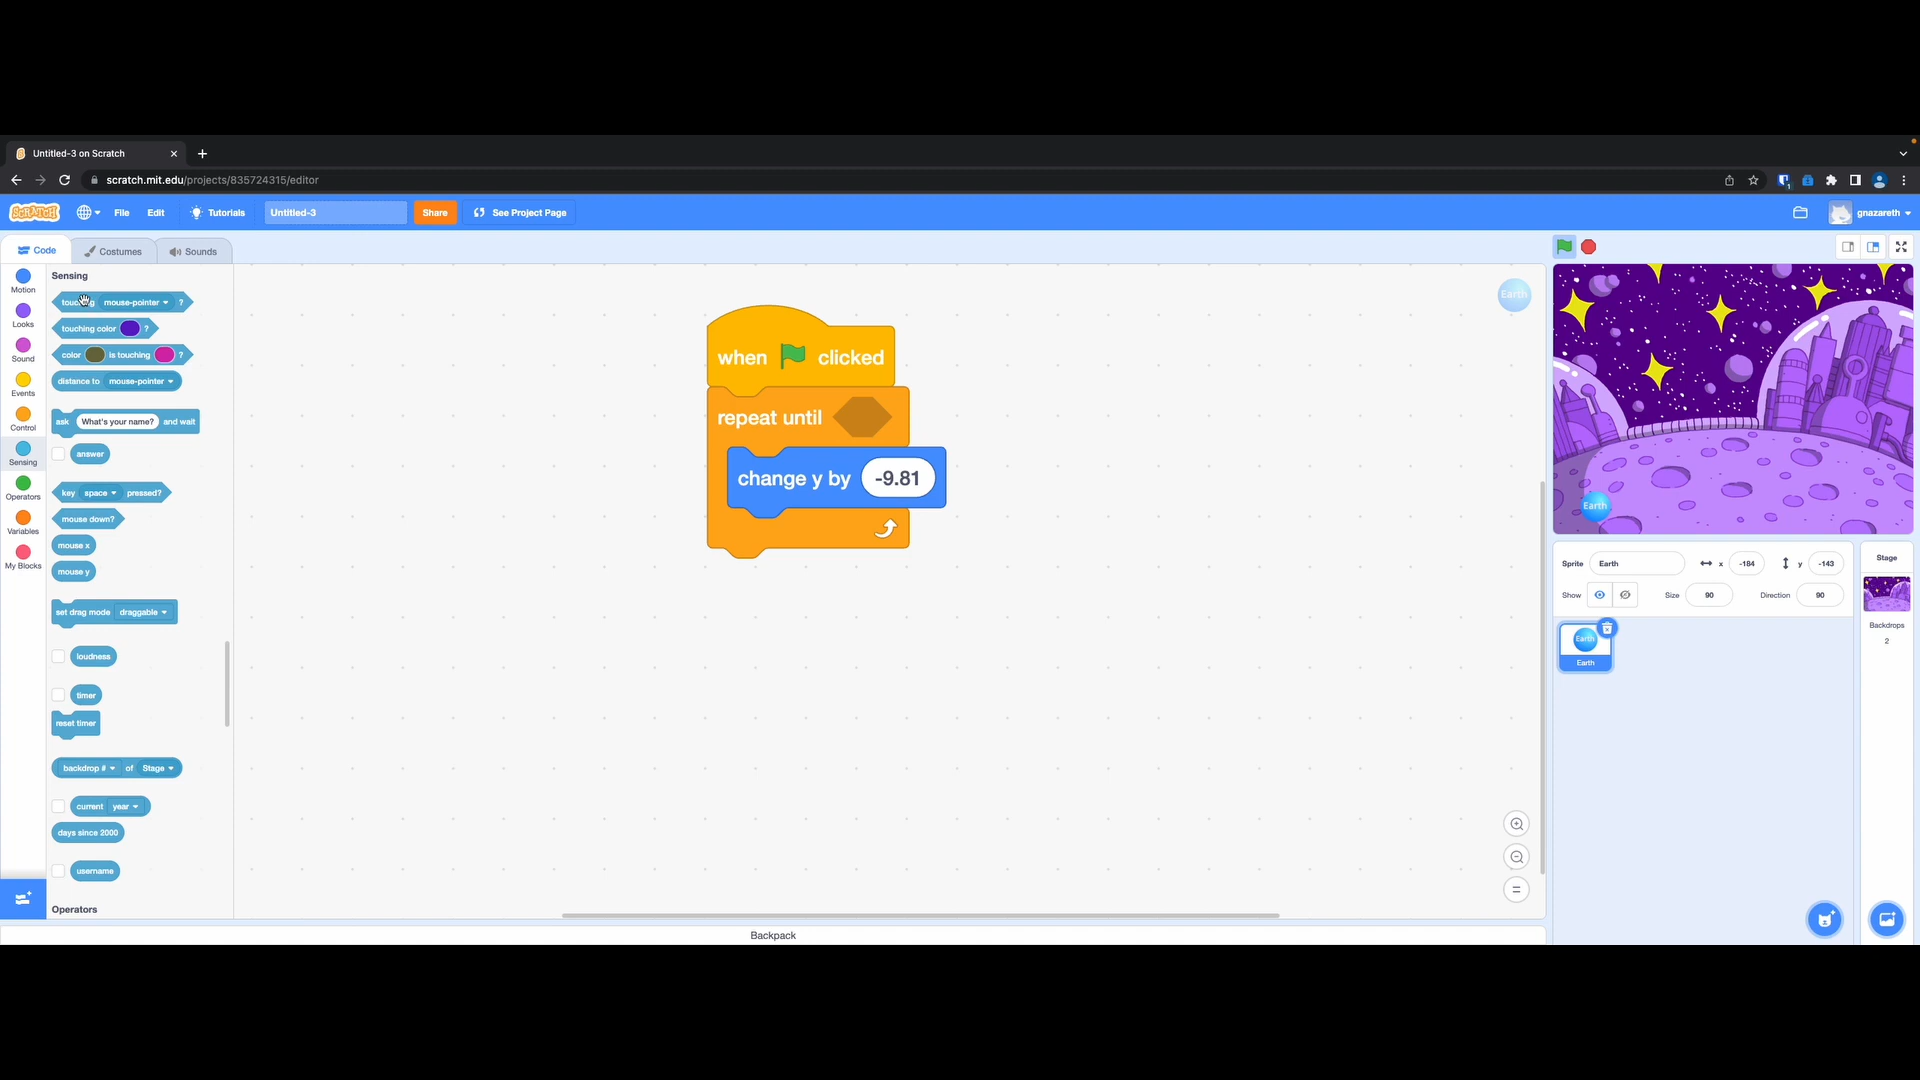 Untitled-3 on Scratch
scratch.mit.edu/projects/835724315/editor
SCRATCH File Edit Tutorials Untitled-3 Share See Project Page gnazareth
Code Costumes Sounds
Motion
Looks
Sound
Events
Control
Sensing
Operators
Variables
My Blocks
Sensing
touching mouse-pointer ?
touching color ?
color is touching ?
distance to mouse-pointer
ask What's your name? and wait
answer
key space pressed?
mouse down?
mouse x
mouse y
set drag mode draggable
loudness
timer
reset timer
backdrop # of Stage
current year
days since 2000
username
Operators
when clicked
repeat until
change y by -9.81
Earth
Earth
Sprite Earth x -184 y -143
Show Size 90 Direction 90
Earth
Earth
Stage
Backdrops
2
Backpack